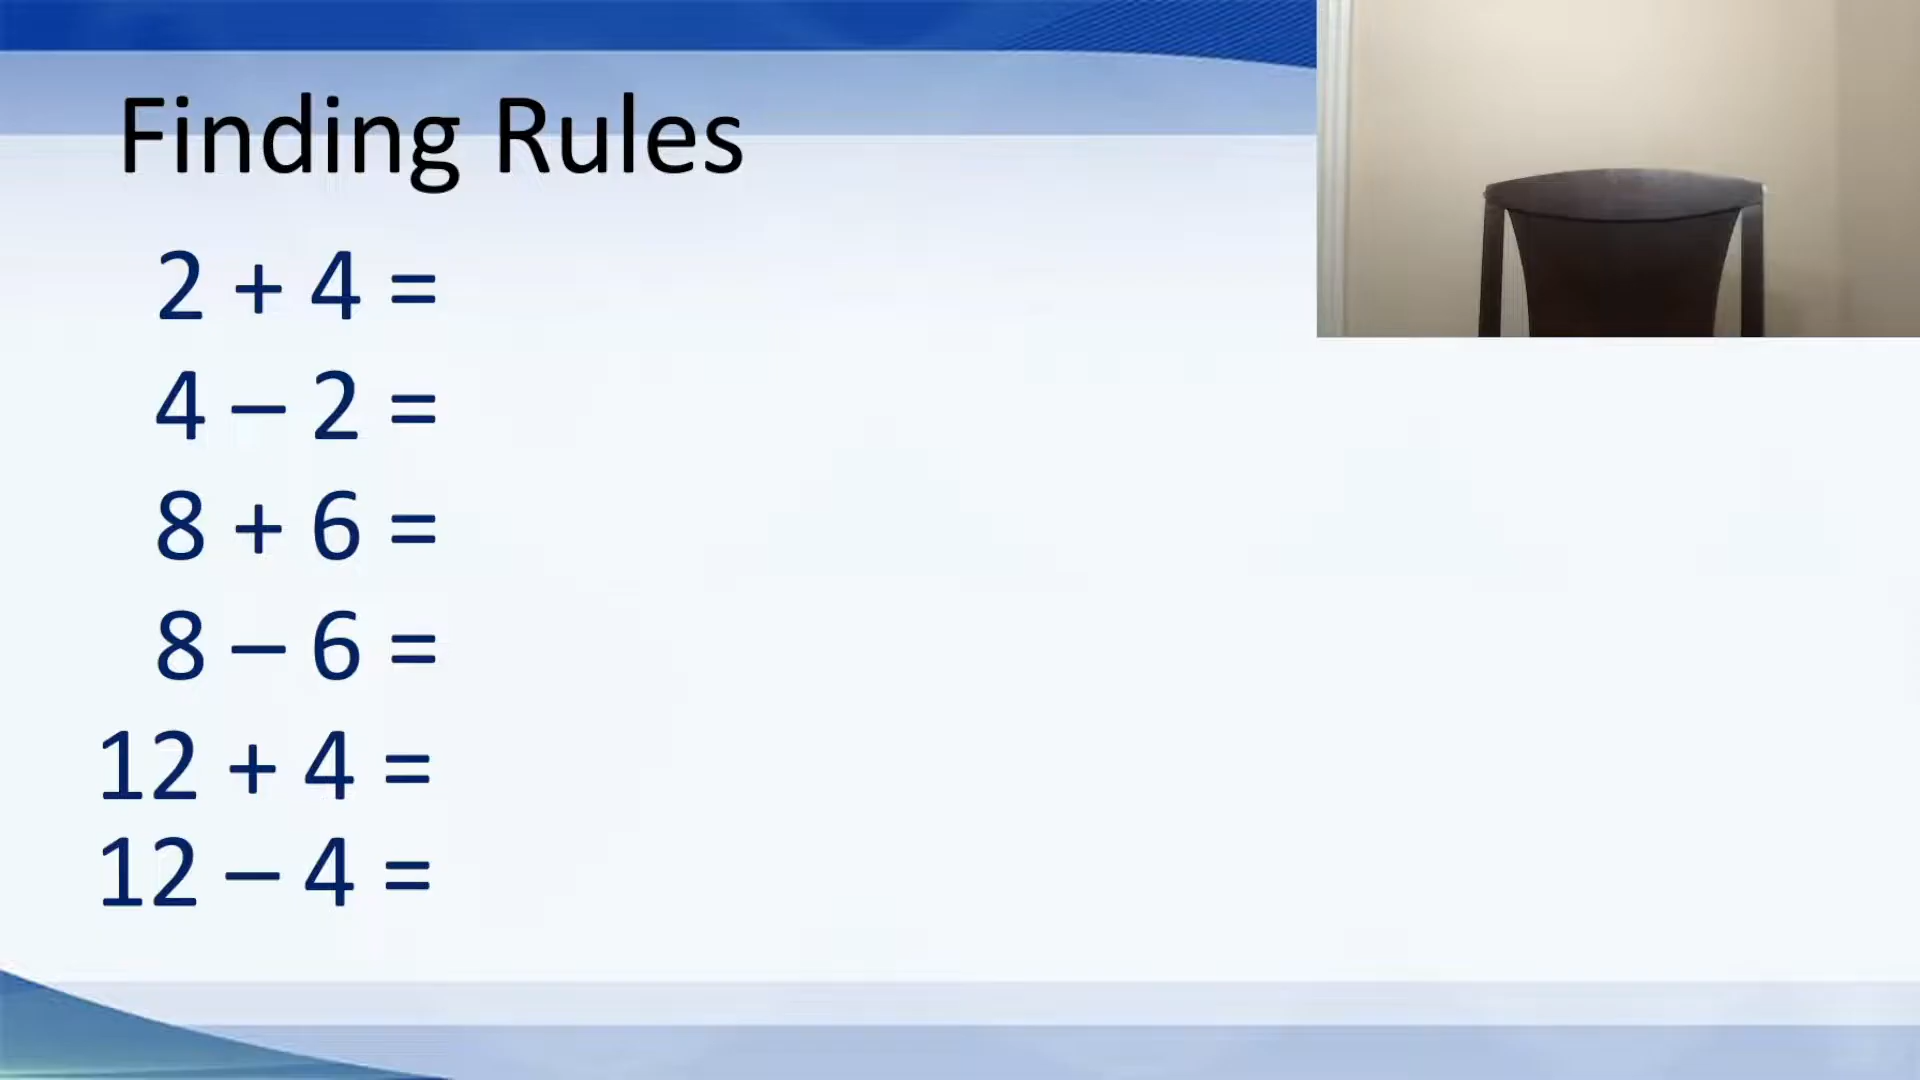 Finding Rules
2 + 4 =
4 – 2 =
8 + 6 =
8 – 6 =
12 + 4 =
12 – 4 =